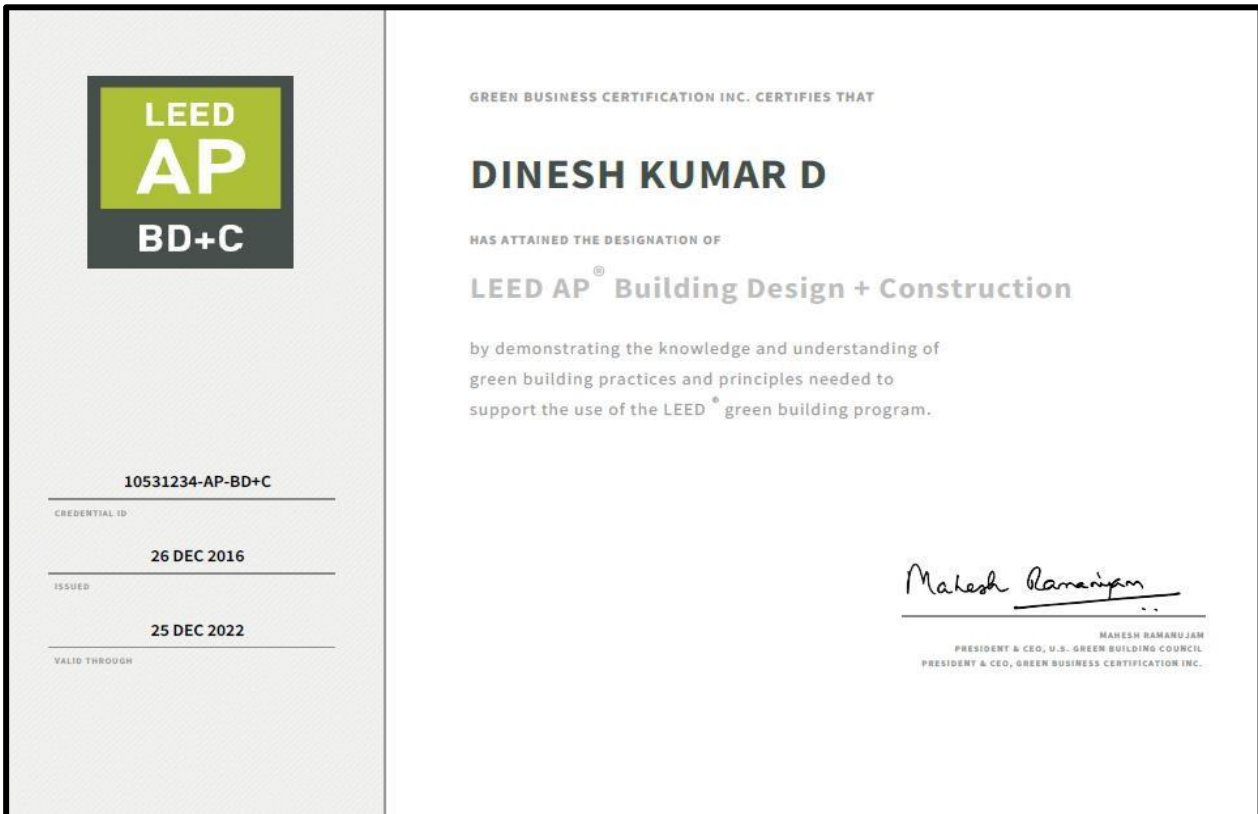 LEED
AP
BD+C
10531234-AP-BD+C
CREDENTIAL ID
26 DEC 2016
ISSUED
25 DEC 2022
VALID THROUGH
GREEN BUSINESS CERTIFICATION INC. CERTIFIES THAT
DINESH KUMAR D
HAS ATTAINED THE DESIGNATION OF
LEED AP® Building Design + Construction
by demonstrating the knowledge and understanding of
green building practices and principles needed to
support the use of the LEED ® green building program.
Mahesh Ramanujam
MAHESH RAMANUJAM
PRESIDENT & CEO, U.S. GREEN BUILDING COUNCIL
PRESIDENT & CEO, GREEN BUSINESS CERTIFICATION INC.